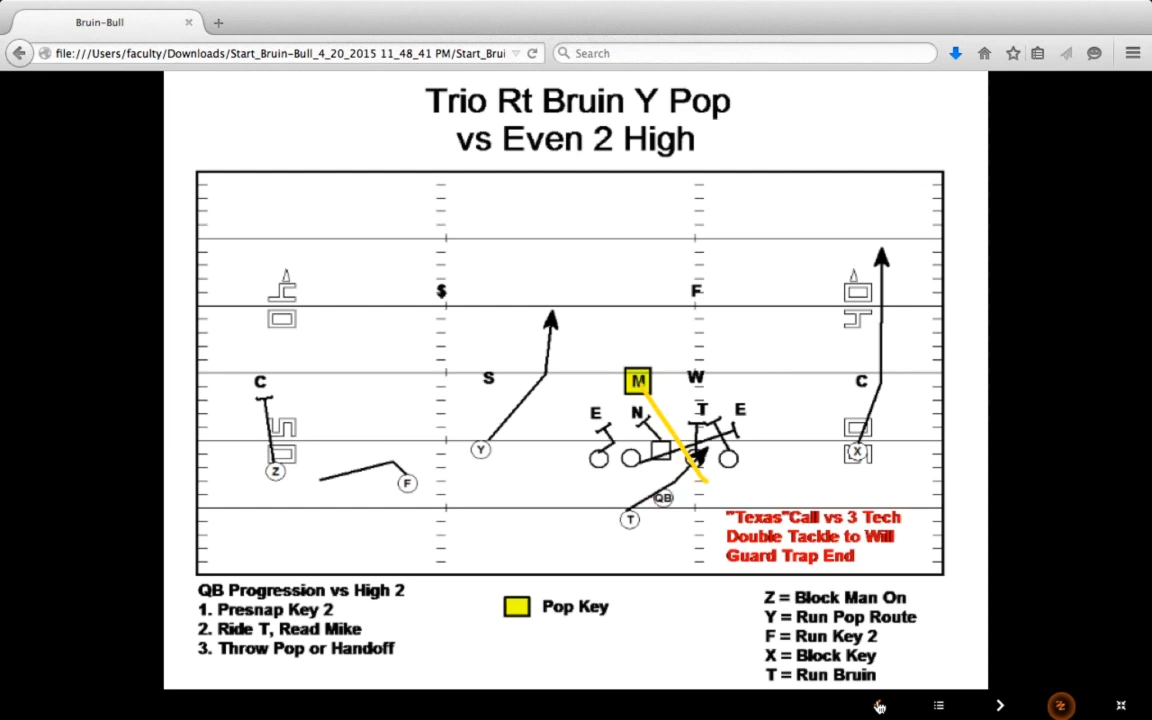 Bruin-Bull
file:///Users/faculty/Downloads/Start_Bruin-Bull_4_20_2015 11_48_41 PM/Start_Brui
Search
Trio Rt Bruin Y Pop
vs Even 2 High
$ F
S M W
C C
E N T E
Y X
Z F
QB
T
"Texas"Call vs 3 Tech
Double Tackle to Will
Guard Trap End
QB Progression vs High 2
1. Presnap Key 2
2. Ride T, Read Mike
3. Throw Pop or Handoff
Pop Key
Z = Block Man On
Y = Run Pop Route
F = Run Key 2
X = Block Key
T = Run Bruin